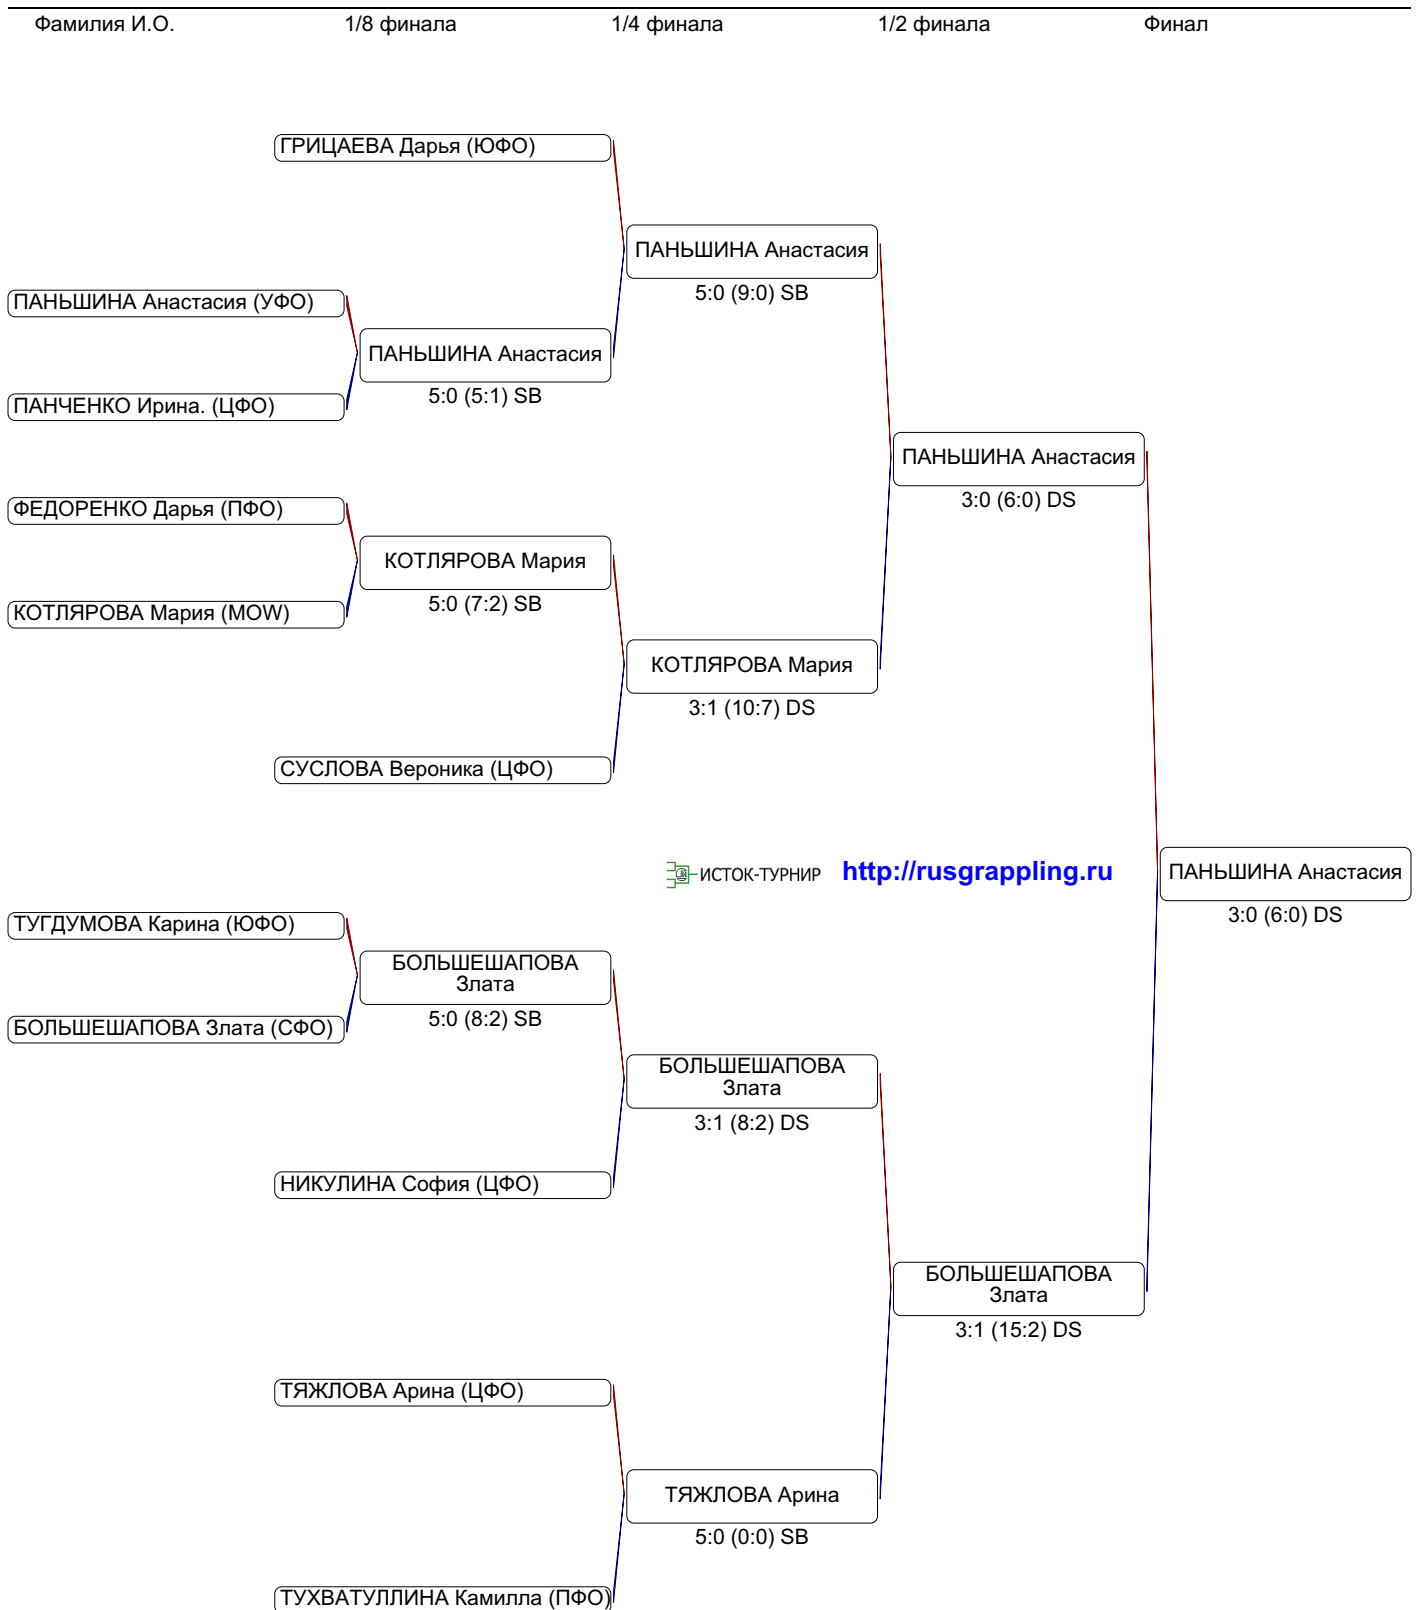 Фамилия И.О. 1/8 финала 1/4 финала 1/2 финала Финал
ГРИЦАЕВА Дарья (ЮФО)
ПАНЬШИНА Анастасия
5:0 (9:0) SB
ПАНЬШИНА Анастасия (УФО)
ПАНЬШИНА Анастасия
5:0 (5:1) SB
ПАНЧЕНКО Ирина. (ЦФО)
ПАНЬШИНА Анастасия
3:0 (6:0) DS
ФЕДОРЕНКО Дарья (ПФО)
КОТЛЯРОВА Мария
5:0 (7:2) SB
КОТЛЯРОВА Мария (MOW)
КОТЛЯРОВА Мария
3:1 (10:7) DS
СУСЛОВА Вероника (ЦФО)
ИСТОК-ТУРНИР http://rusgrappling.ru
ПАНЬШИНА Анастасия
3:0 (6:0) DS
ТУГДУМОВА Карина (ЮФО)
БОЛЬШЕШАПОВА
Злата
5:0 (8:2) SB
БОЛЬШЕШАПОВА Злата (СФО)
БОЛЬШЕШАПОВА
Злата
3:1 (8:2) DS
НИКУЛИНА София (ЦФО)
БОЛЬШЕШАПОВА
Злата
3:1 (15:2) DS
ТЯЖЛОВА Арина (ЦФО)
ТЯЖЛОВА Арина
5:0 (0:0) SB
ТУХВАТУЛЛИНА Камилла (ПФО)